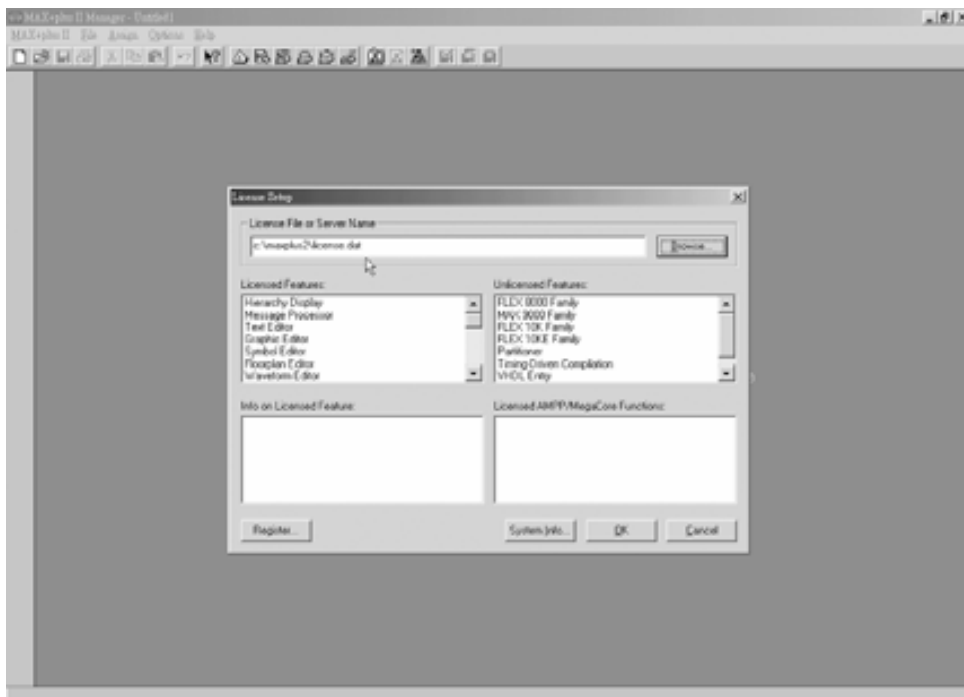 MAX+plus II Manager - Untitled1
MAX+plus II File Assign Options Help
License Setup
License File or Server Name
c:\maxplus2\license.dat
Browse...
Licensed Features:
Hierarchy Display
Message Processor
Text Editor
Graphic Editor
Symbol Editor
Floorplan Editor
Waveform Editor
Unlicensed Features:
FLEX 8000 Family
MAX 9000 Family
FLEX 10K Family
FLEX 10KE Family
Partitioner
Timing-Driven Compilation
VHDL Entry
Info on Licensed Feature:
Licensed AMPP/MegaCore Functions:
Register...
System Info...
OK
Cancel